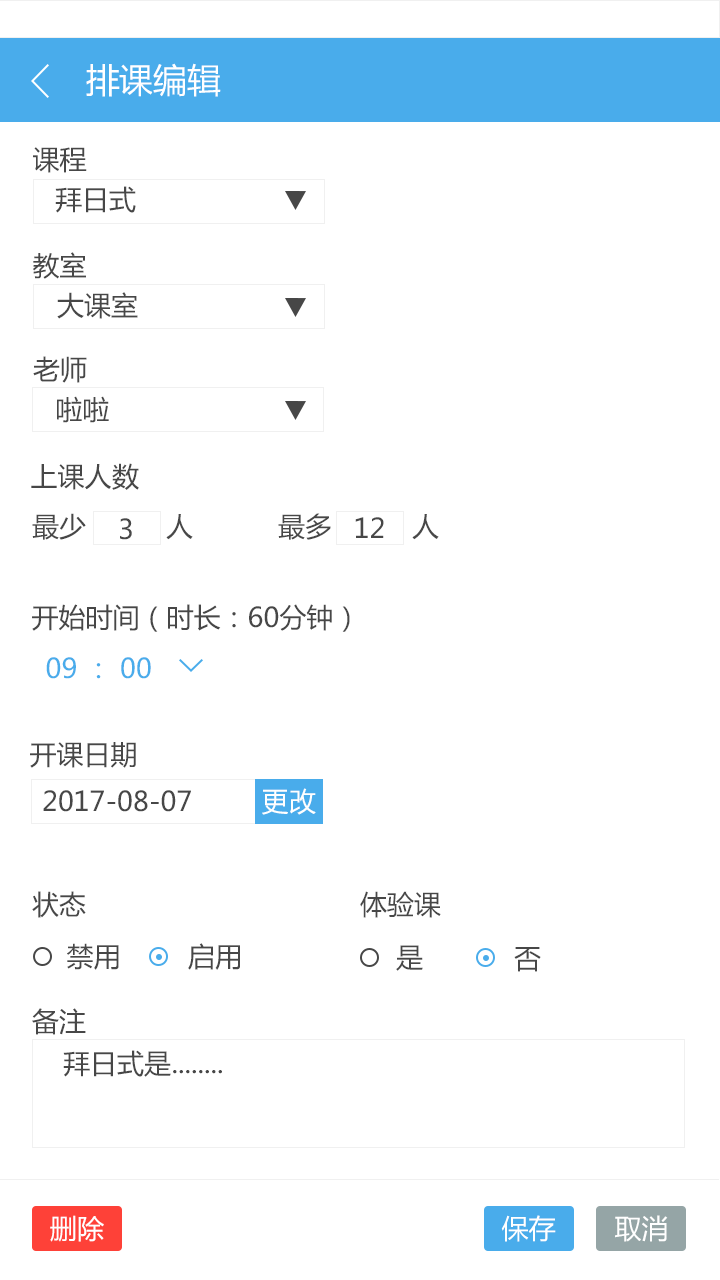 排课编辑
课程
拜日式
教室
大课室
老师
啦啦
上课人数
最少 3 人 最多 12 人
开始时间（时长：60分钟）
09 : 00
开课日期
2017-08-07 更改
状态 体验课
禁用 启用 是 否
备注
拜日式是........
删除 保存 取消